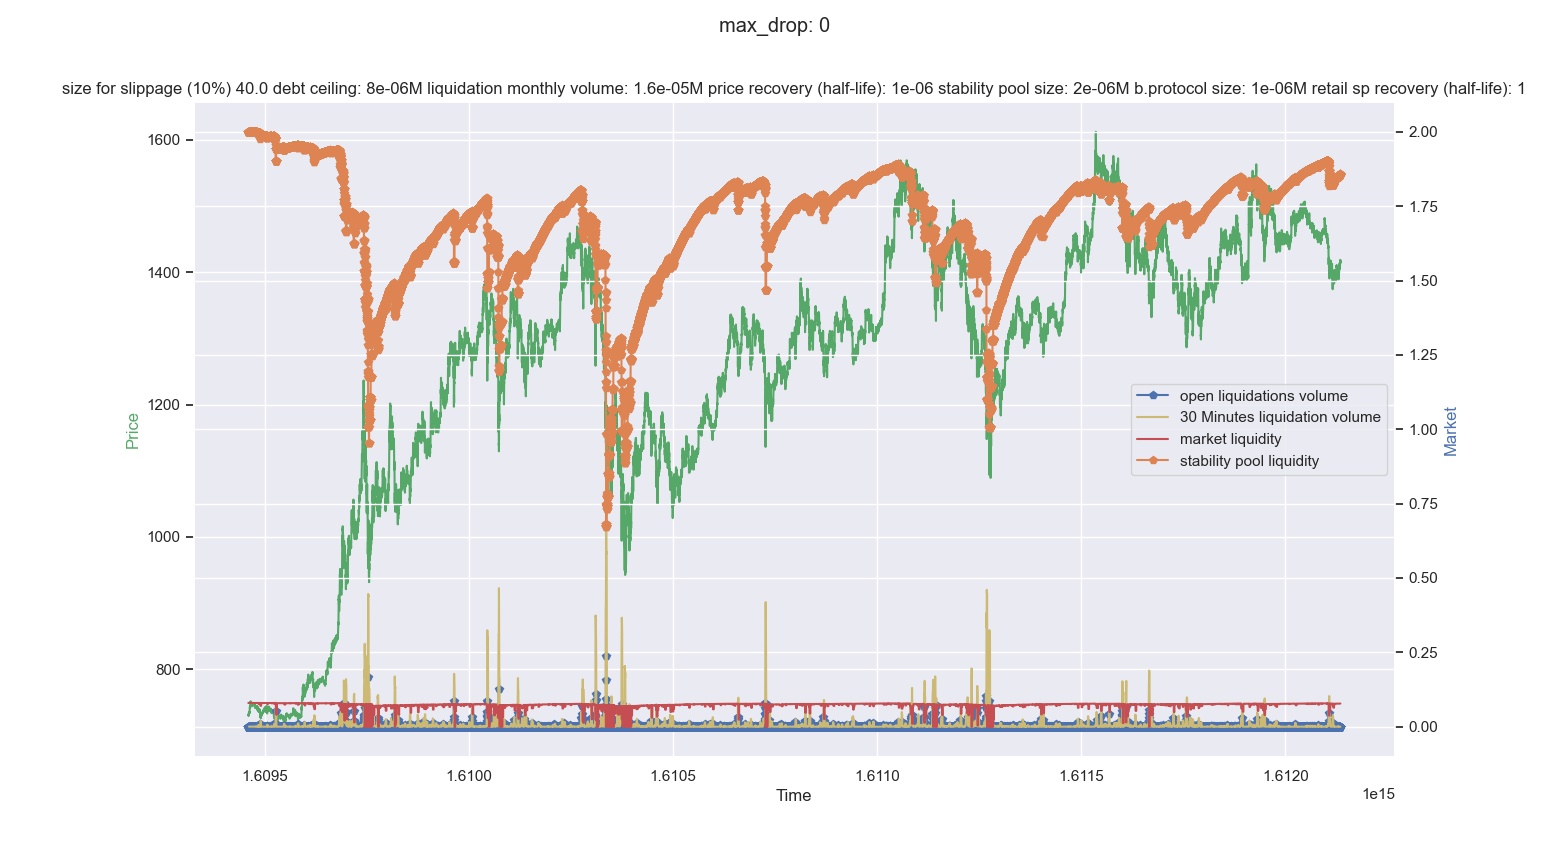 max_drop: 0
size for slippage (10%) 40.0 debt ceiling: 8e-06M liquidation monthly volume: 1.6e-05M price recovery (half-life): 1e-06 stability pool size: 2e-06M b.protocol size: 1e-06M retail sp recovery (half-life): 1
1600
1400
1200
1000
800
Price
2.00
1.75
1.50
1.25
1.00
0.75
0.50
0.25
0.00
Market
open liquidations volume
30 Minutes liquidation volume
market liqudity
stability pool liquidity
1.6095
1.6100
1.6105
1.6110
1.6115
1.6120
Time
1e15